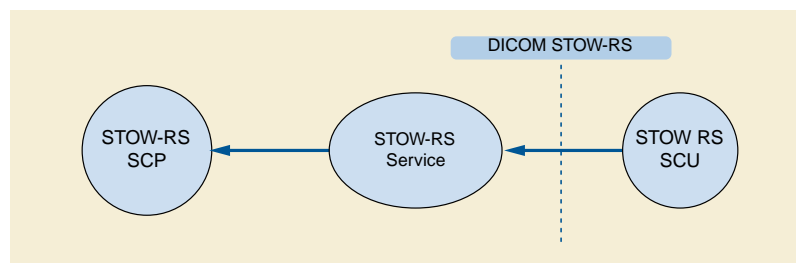 DICOM STOW-RS
STOW-RS
SCP
STOW-RS
Service
STOW RS
SCU